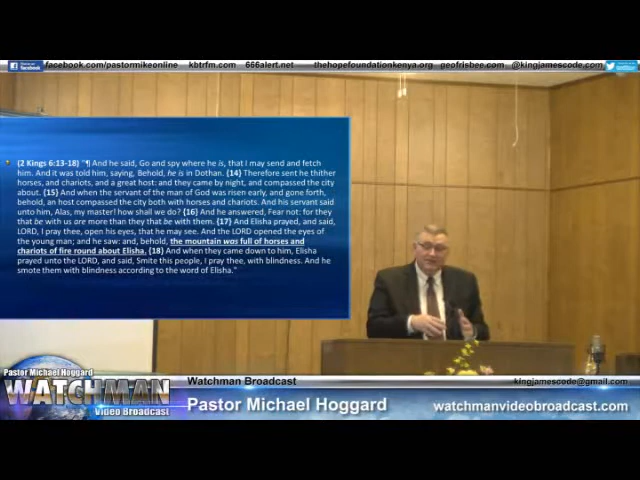 facebook.com/pastormikeonline kbtrfm.com 666alert.net thehopefoundationkenya.org geofrisbee.com @kingjamescode.com
{2 Kings 6:13-18} "¶ And he said, Go and spy where he is, that I may send and fetch
him. And it was told him, saying, Behold, he is in Dothan. {14} Therefore sent he thither
horses, and chariots, and a great host: and they came by night, and compassed the city
about. {15} And when the servant of the man of God was risen early, and gone forth,
behold, an host compassed the city both with horses and chariots. And his servant said
unto him, Alas, my master! how shall we do? {16} And he answered, Fear not: for they
that be with us are more than they that be with them. {17} And Elisha prayed, and said,
LORD, I pray thee, open his eyes, that he may see. And the LORD opened the eyes of
the young man; and he saw: and, behold, the mountain was full of horses and
chariots of fire round about Elisha. {18} And when they came down to him, Elisha
prayed unto the LORD, and said, Smite this people, I pray thee, with blindness. And he
smote them with blindness according to the word of Elisha."
Pastor Michael Hoggard
WATCHMAN
Video Broadcast
Watchman Broadcast kingjamescode@gmail.com
Pastor Michael Hoggard watchmanvideobroadcast.com